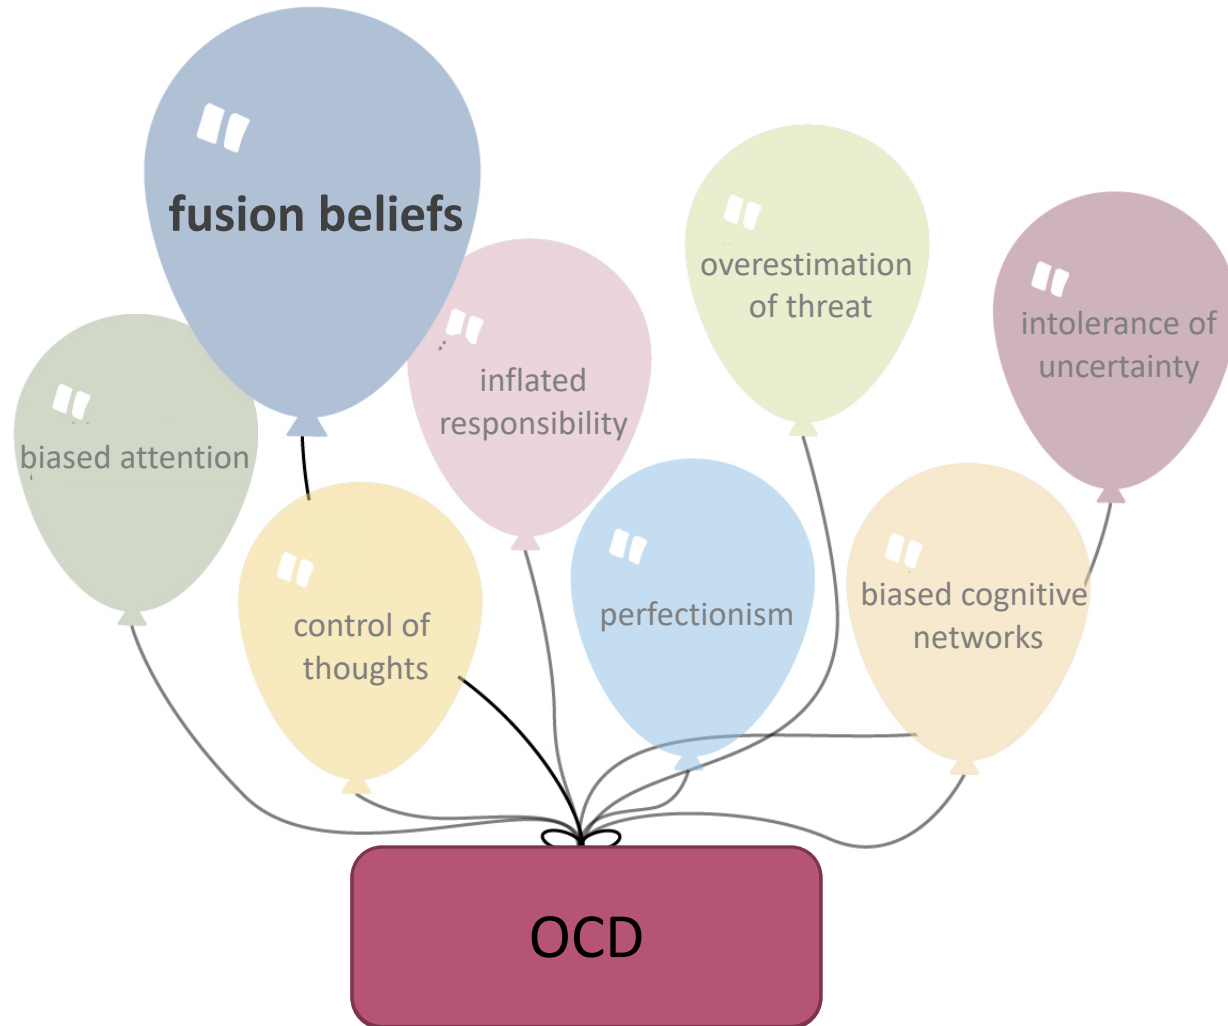 fusion beliefs
overestimation
of threat
intolerance of
uncertainty
inflated
responsibility
biased attention
control of
thoughts
perfectionism
biased cognitive
networks
OCD